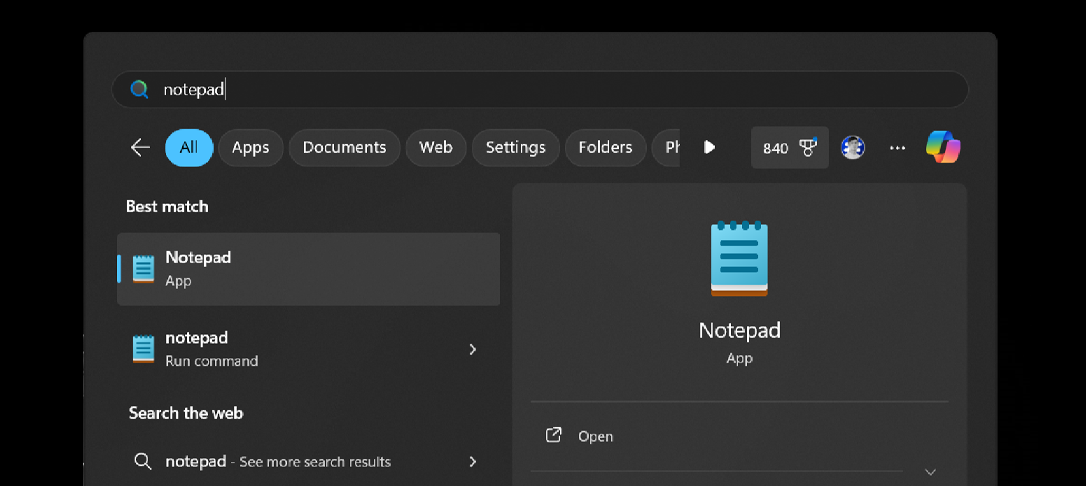 notepad
All Apps Documents Web Settings Folders 840 ...
Best match
Notepad
App
notepad
Run command
Search the web
notepad - See more search results
Notepad
App
Open